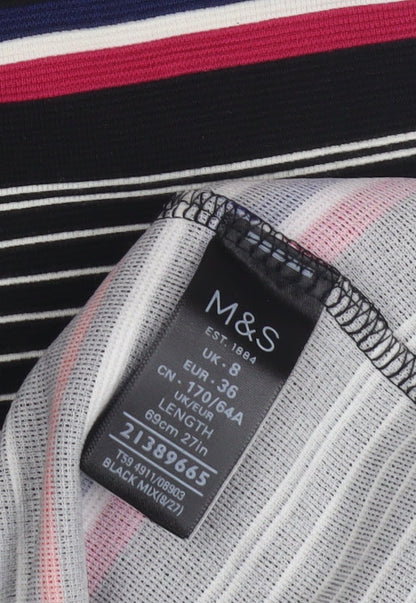 M&S
EST. 1884
UK · 8
EUR · 36
CN · 170/64A
UK/EUR
LENGTH
69cm 27in
21389665
T59 4911/08903
BLACK MIX(8/27)